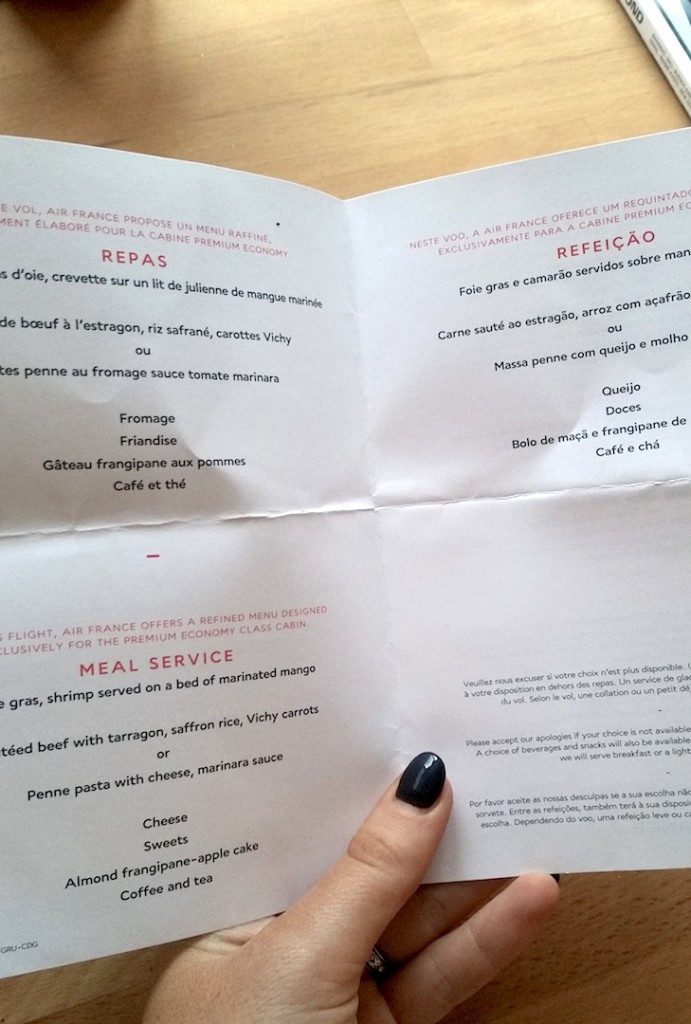 VOL, AIR FRANCE PROPOSE UN MENU RAFFINÉ,
ÉLABORÉ POUR LA CABINE PREMIUM ECONOMY
REPAS
d'oie, crevette sur un lit de julienne de mangue marinée
de bœuf à l'estragon, riz safrané, carottes Vichy
ou
penne au fromage sauce tomate marinara
Fromage
Friandise
Gâteau frangipane aux pommes
Café et thé
NESTE VOO, A AIR FRANCE OFERECE UM REQUINTADO
EXCLUSIVAMENTE PARA A CABINE PREMIUM
REFEIÇÃO
Foie gras e camarão servidos sobre
Carne sauté ao estragão, arroz com açafrão
ou
Massa penne com queijo e molho
Queijo
Doces
Bolo de maçã e frangipane de
Café e chá
–
FLIGHT, AIR FRANCE OFFERS A REFINED MENU DESIGNED
FOR THE PREMIUM ECONOMY CLASS CABIN.
MEAL SERVICE
gras, shrimp served on a bed of marinated mango
beef with tarragon, saffron rice, Vichy carrots
or
Penne pasta with cheese, marinara sauce
Cheese
Sweets
Almond frangipane-apple cake
Coffee and tea
GRU-CDG
Veuillez nous excuser si votre choix n'est plus disponible.
à votre disposition en dehors des repas. Un service de
du vol. Selon le vol, une collation ou un petit
-
Please accept our apologies if your choice is not available
A choice of beverages and snacks will also be available
we will serve breakfast or a light
-
Por favor aceite as nossas desculpas se a sua escolha não
sorvete. Entre as refeições, também terá à sua
escolha. Dependendo do voo, uma refeição leve ou